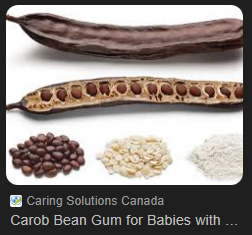 Caring Solutions Canada
Carob Bean Gum for Babies with ...